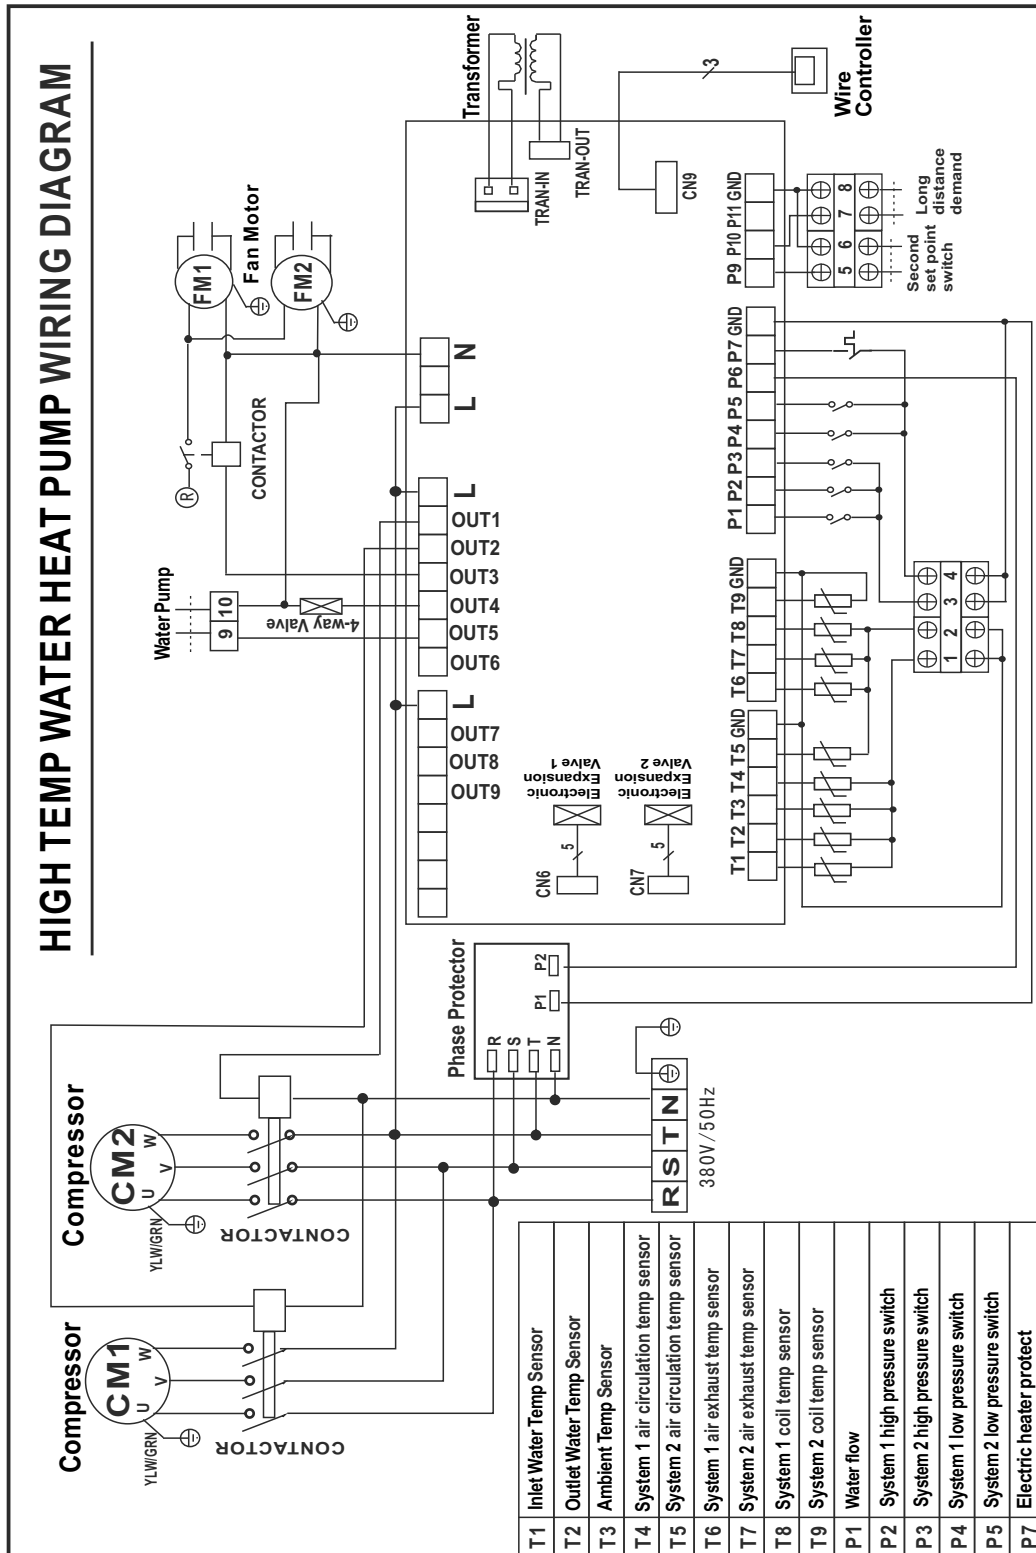 HIGH TEMP WATER HEAT PUMP WIRING DIAGRAM
Compressor
CM1
U
V
W
YLW/GRN
CONTACTOR
Compressor
CM2
U
V
W
YLW/GRN
CONTACTOR
Water Pump
9
10
4-way Valve
R
CONTACTOR
FM1
FM2
Fan Motor
Transformer
TRAN-IN
TRAN-OUT
3
CN9
Wire
Controller
N
L
L
OUT1
OUT2
OUT3
OUT4
OUT5
OUT6
L
OUT7
OUT8
OUT9
Electronic
Expansion
Valve 1
5
CN6
Electronic
Expansion
Valve 2
5
CN7
Phase Protector
R
S
T
N
P1
P2
R
S
T
N
380V/50Hz
T1 T2 T3 T4 T5 GND
T6 T7 T8 T9 GND
P1 P2 P3 P4 P5 P6 P7 GND
P9 P10 P11 GND
1 2 3 4
5 6 7 8
Second
set point
switch
Long
distance
demand
T1 Inlet Water Temp Sensor
T2 Outlet Water Temp Sensor
T3 Ambient Temp Sensor
T4 System 1 air circulation temp sensor
T5 System 2 air circulation temp sensor
T6 System 1 air exhaust temp sensor
T7 System 2 air exhaust temp sensor
T8 System 1 coil temp sensor
T9 System 2 coil temp sensor
P1 Water flow
P2 System 1 high pressure switch
P3 System 2 high pressure switch
P4 System 1 low pressure switch
P5 System 2 low pressure switch
P7 Electric heater protect